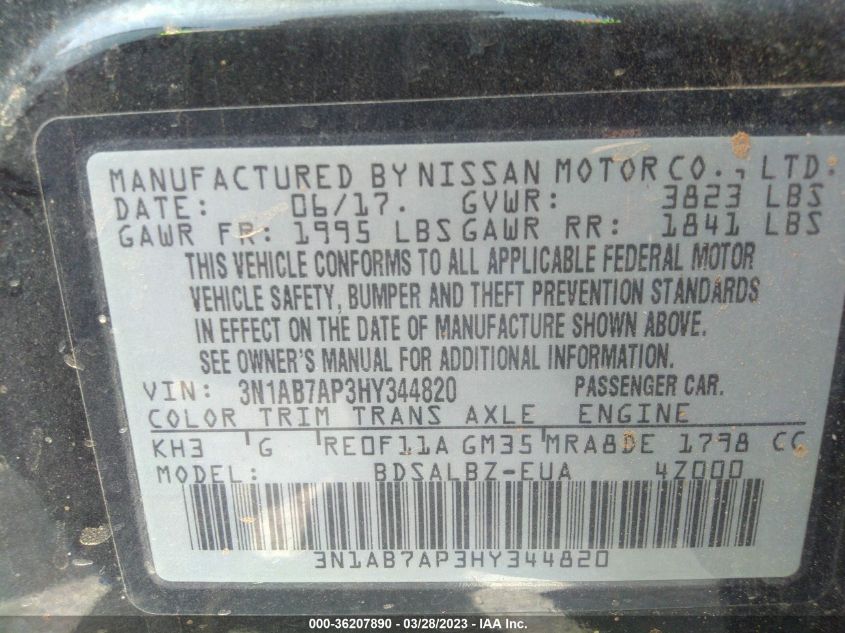 MANUFACTURED BY NISSAN MOTOR CO., LTD.
DATE: 06/17. GVWR: 3823 LBS
GAWR FR: 1995 LBS GAWR RR: 1841 LBS
THIS VEHICLE CONFORMS TO ALL APPLICABLE FEDERAL MOTOR
VEHICLE SAFETY, BUMPER AND THEFT PREVENTION STANDARDS
IN EFFECT ON THE DATE OF MANUFACTURE SHOWN ABOVE.
SEE OWNER'S MANUAL FOR ADDITIONAL INFORMATION.
VIN: 3N1AB7AP3HY344820 PASSENGER CAR.
COLOR TRIM TRANS AXLE ENGINE
KH3 G RE0F11A GM35 MRA8DE 1798 CC
MODEL: BDSALBZ-EUA 4Z000
3N1AB7AP3HY344820
000-36207890 - 03/28/2023 - IAA Inc.